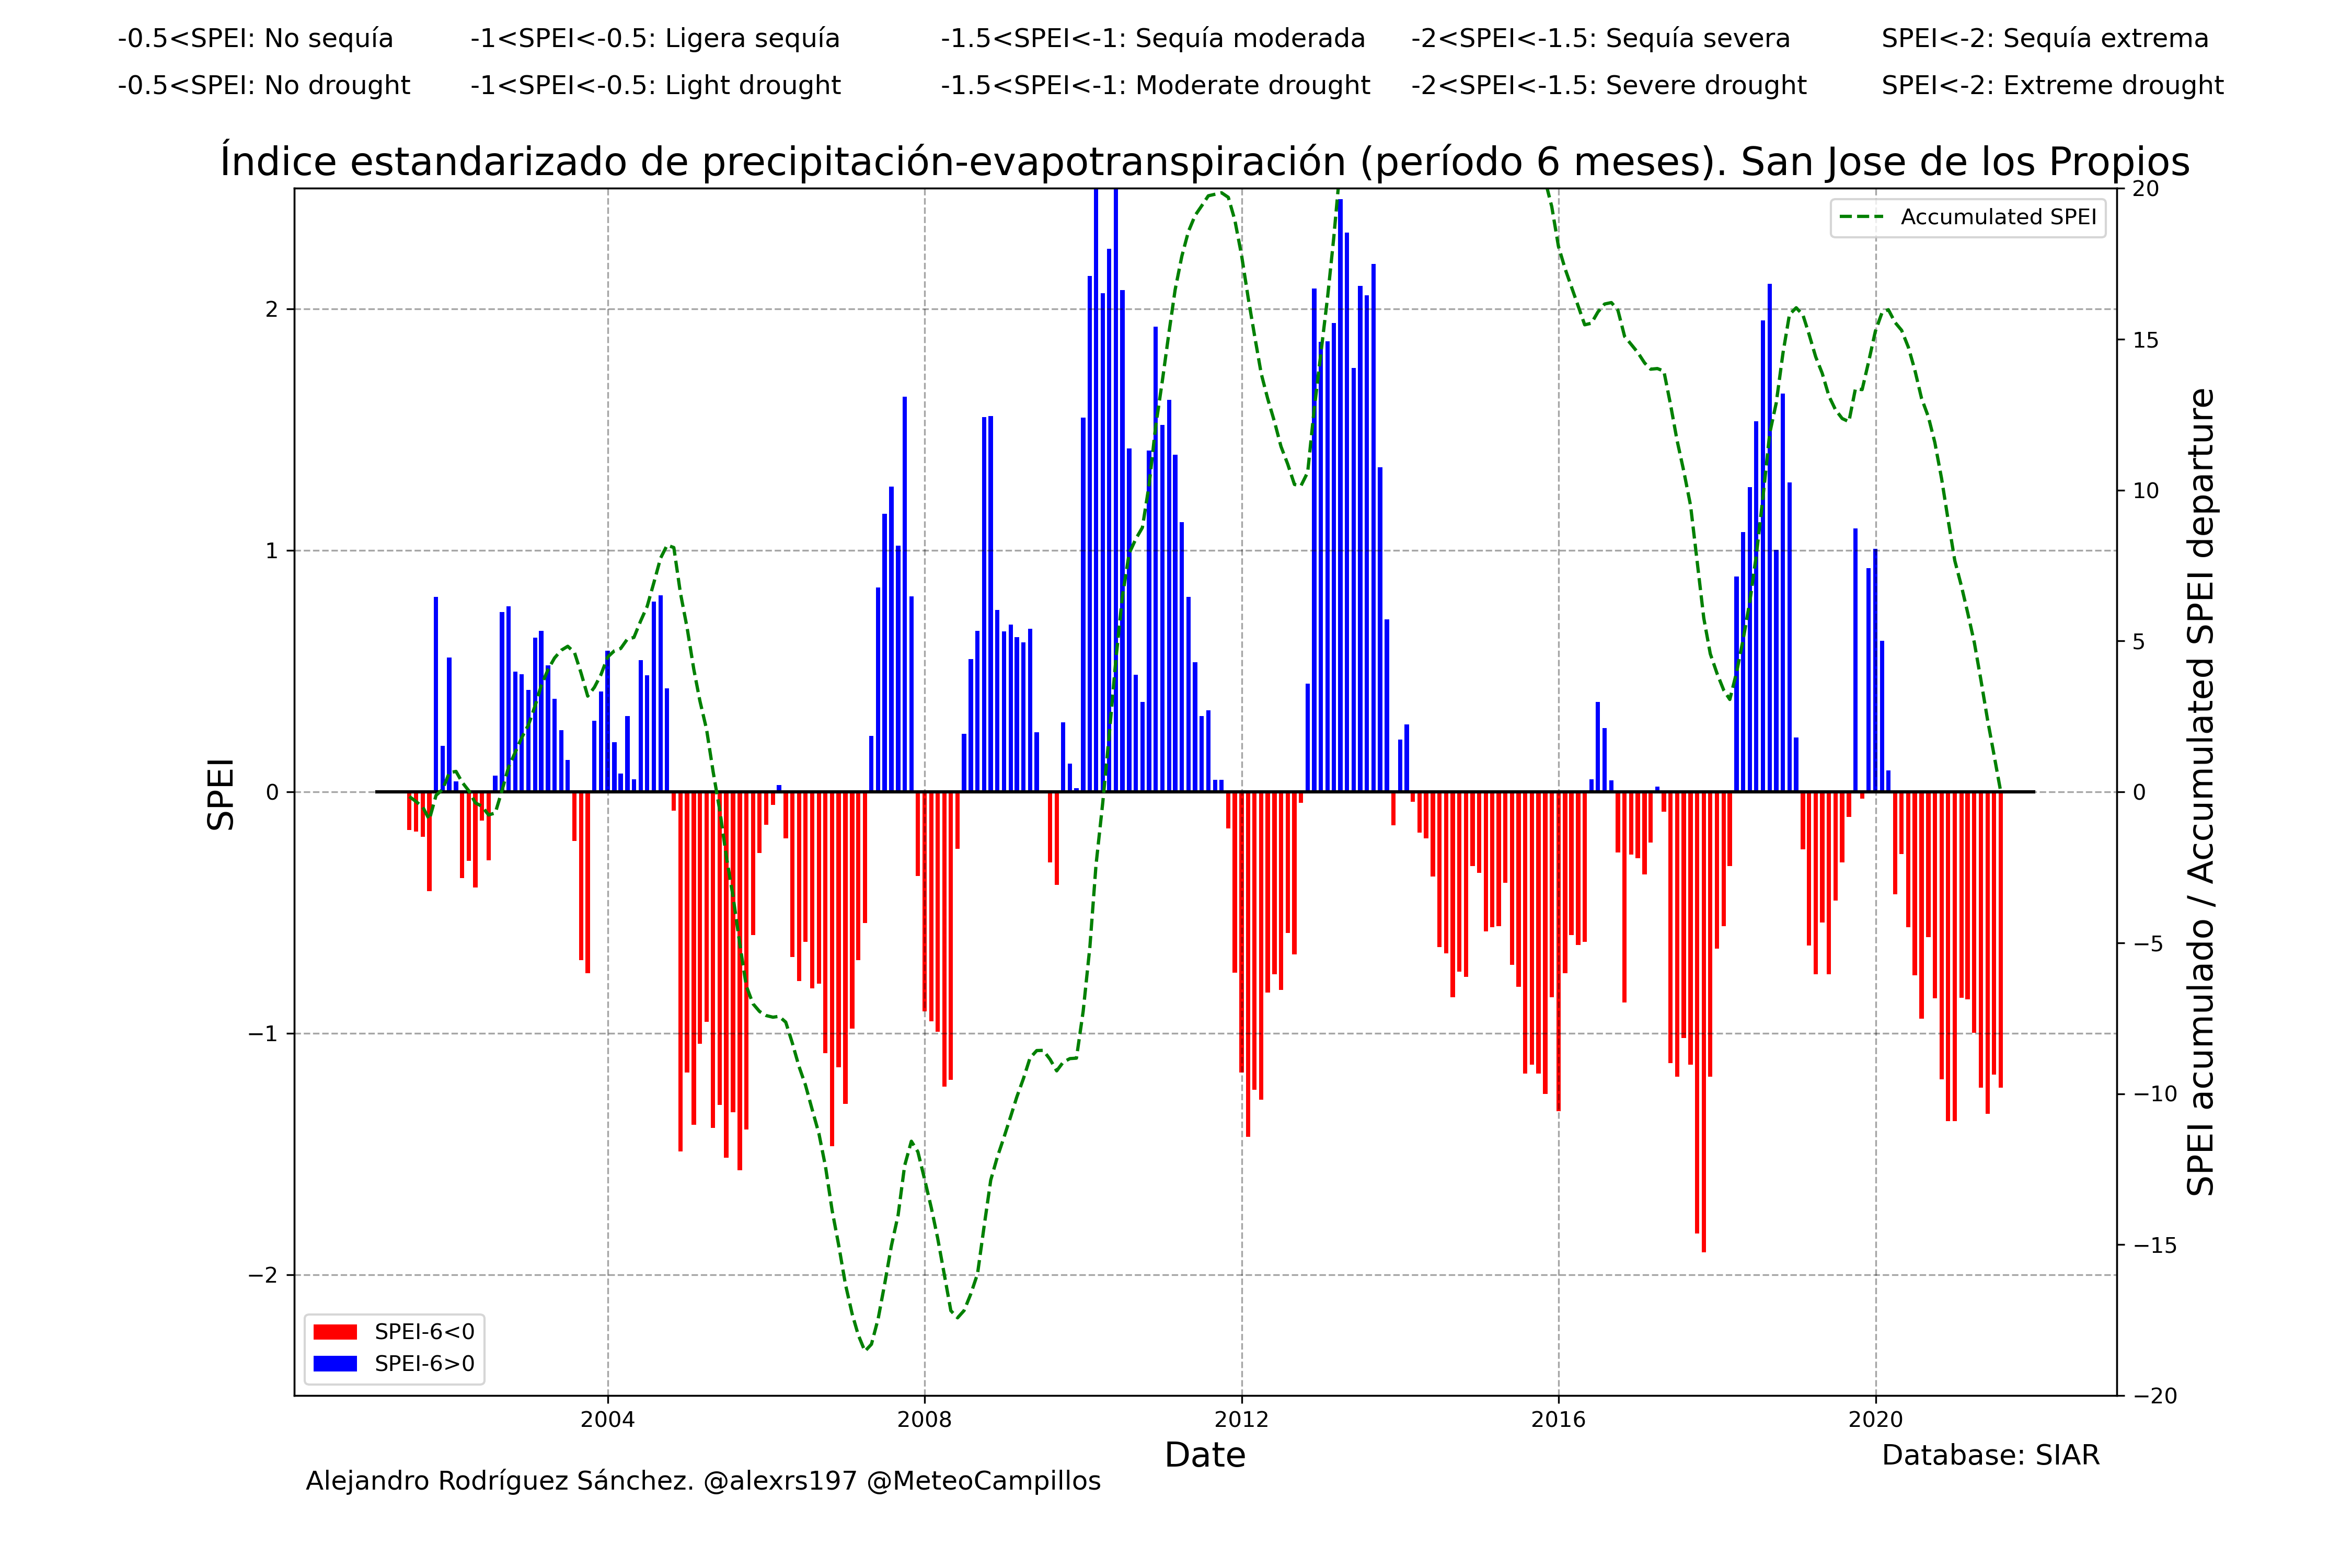 -0.5<SPEI: No sequía -1<SPEI<-0.5: Ligera sequía -1.5<SPEI<-1: Sequía moderada -2<SPEI<-1.5: Sequía severa SPEI<-2: Sequía extrema
-0.5<SPEI: No drought -1<SPEI<-0.5: Light drought -1.5<SPEI<-1: Moderate drought -2<SPEI<-1.5: Severe drought SPEI<-2: Extreme drought
Índice estandarizado de precipitación-evapotranspiración (período 6 meses). San Jose de los Propios
Accumulated SPEI
SPEI
2
1
0
−1
−2
20
15
10
5
0
−5
−10
−15
−20
SPEI acumulado / Accumulated SPEI departure
SPEI-6<0
SPEI-6>0
2004 2008 2012 2016 2020
Date
Database: SIAR
Alejandro Rodríguez Sánchez. @alexrs197 @MeteoCampillos